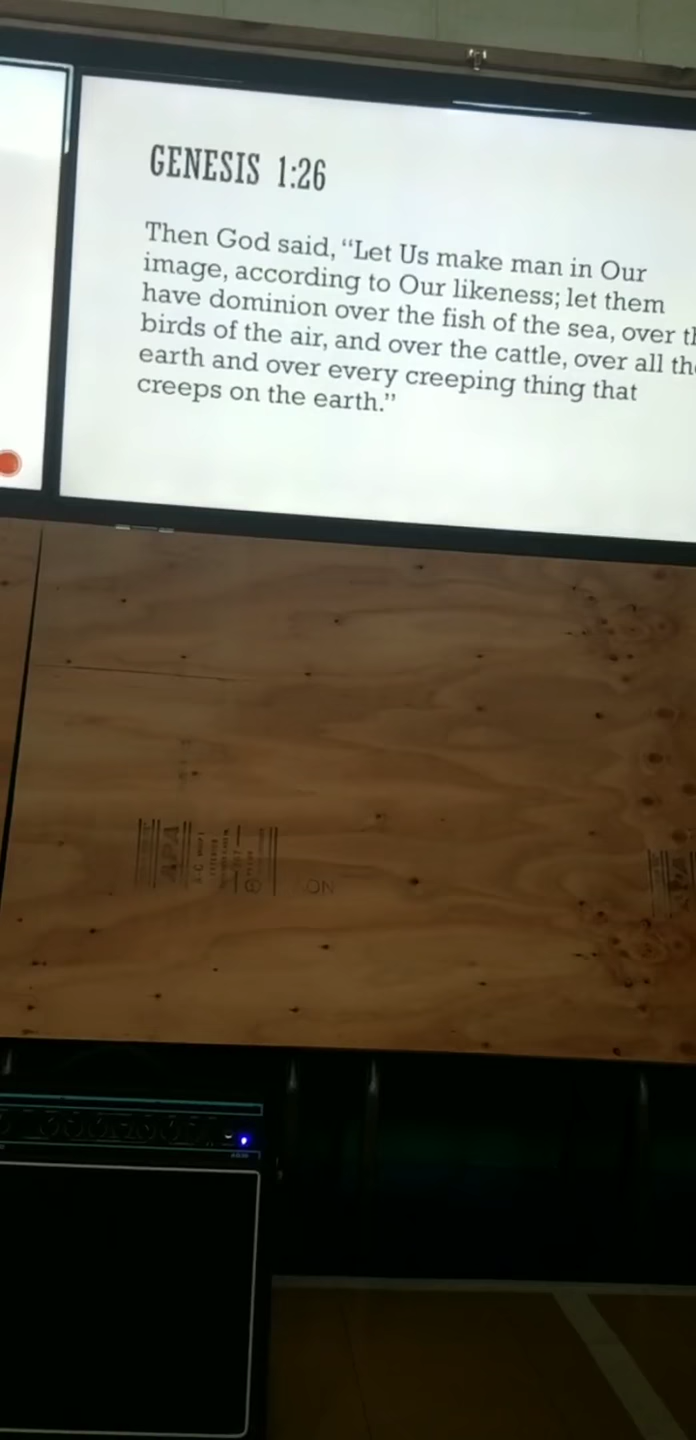 GENESIS 1:26
Then God said, “Let Us make man in Our
image, according to Our likeness; let them
have dominion over the fish of the sea, over
birds of the air, and over the cattle, over all
earth and over every creeping thing that
creeps on the earth.”
APA